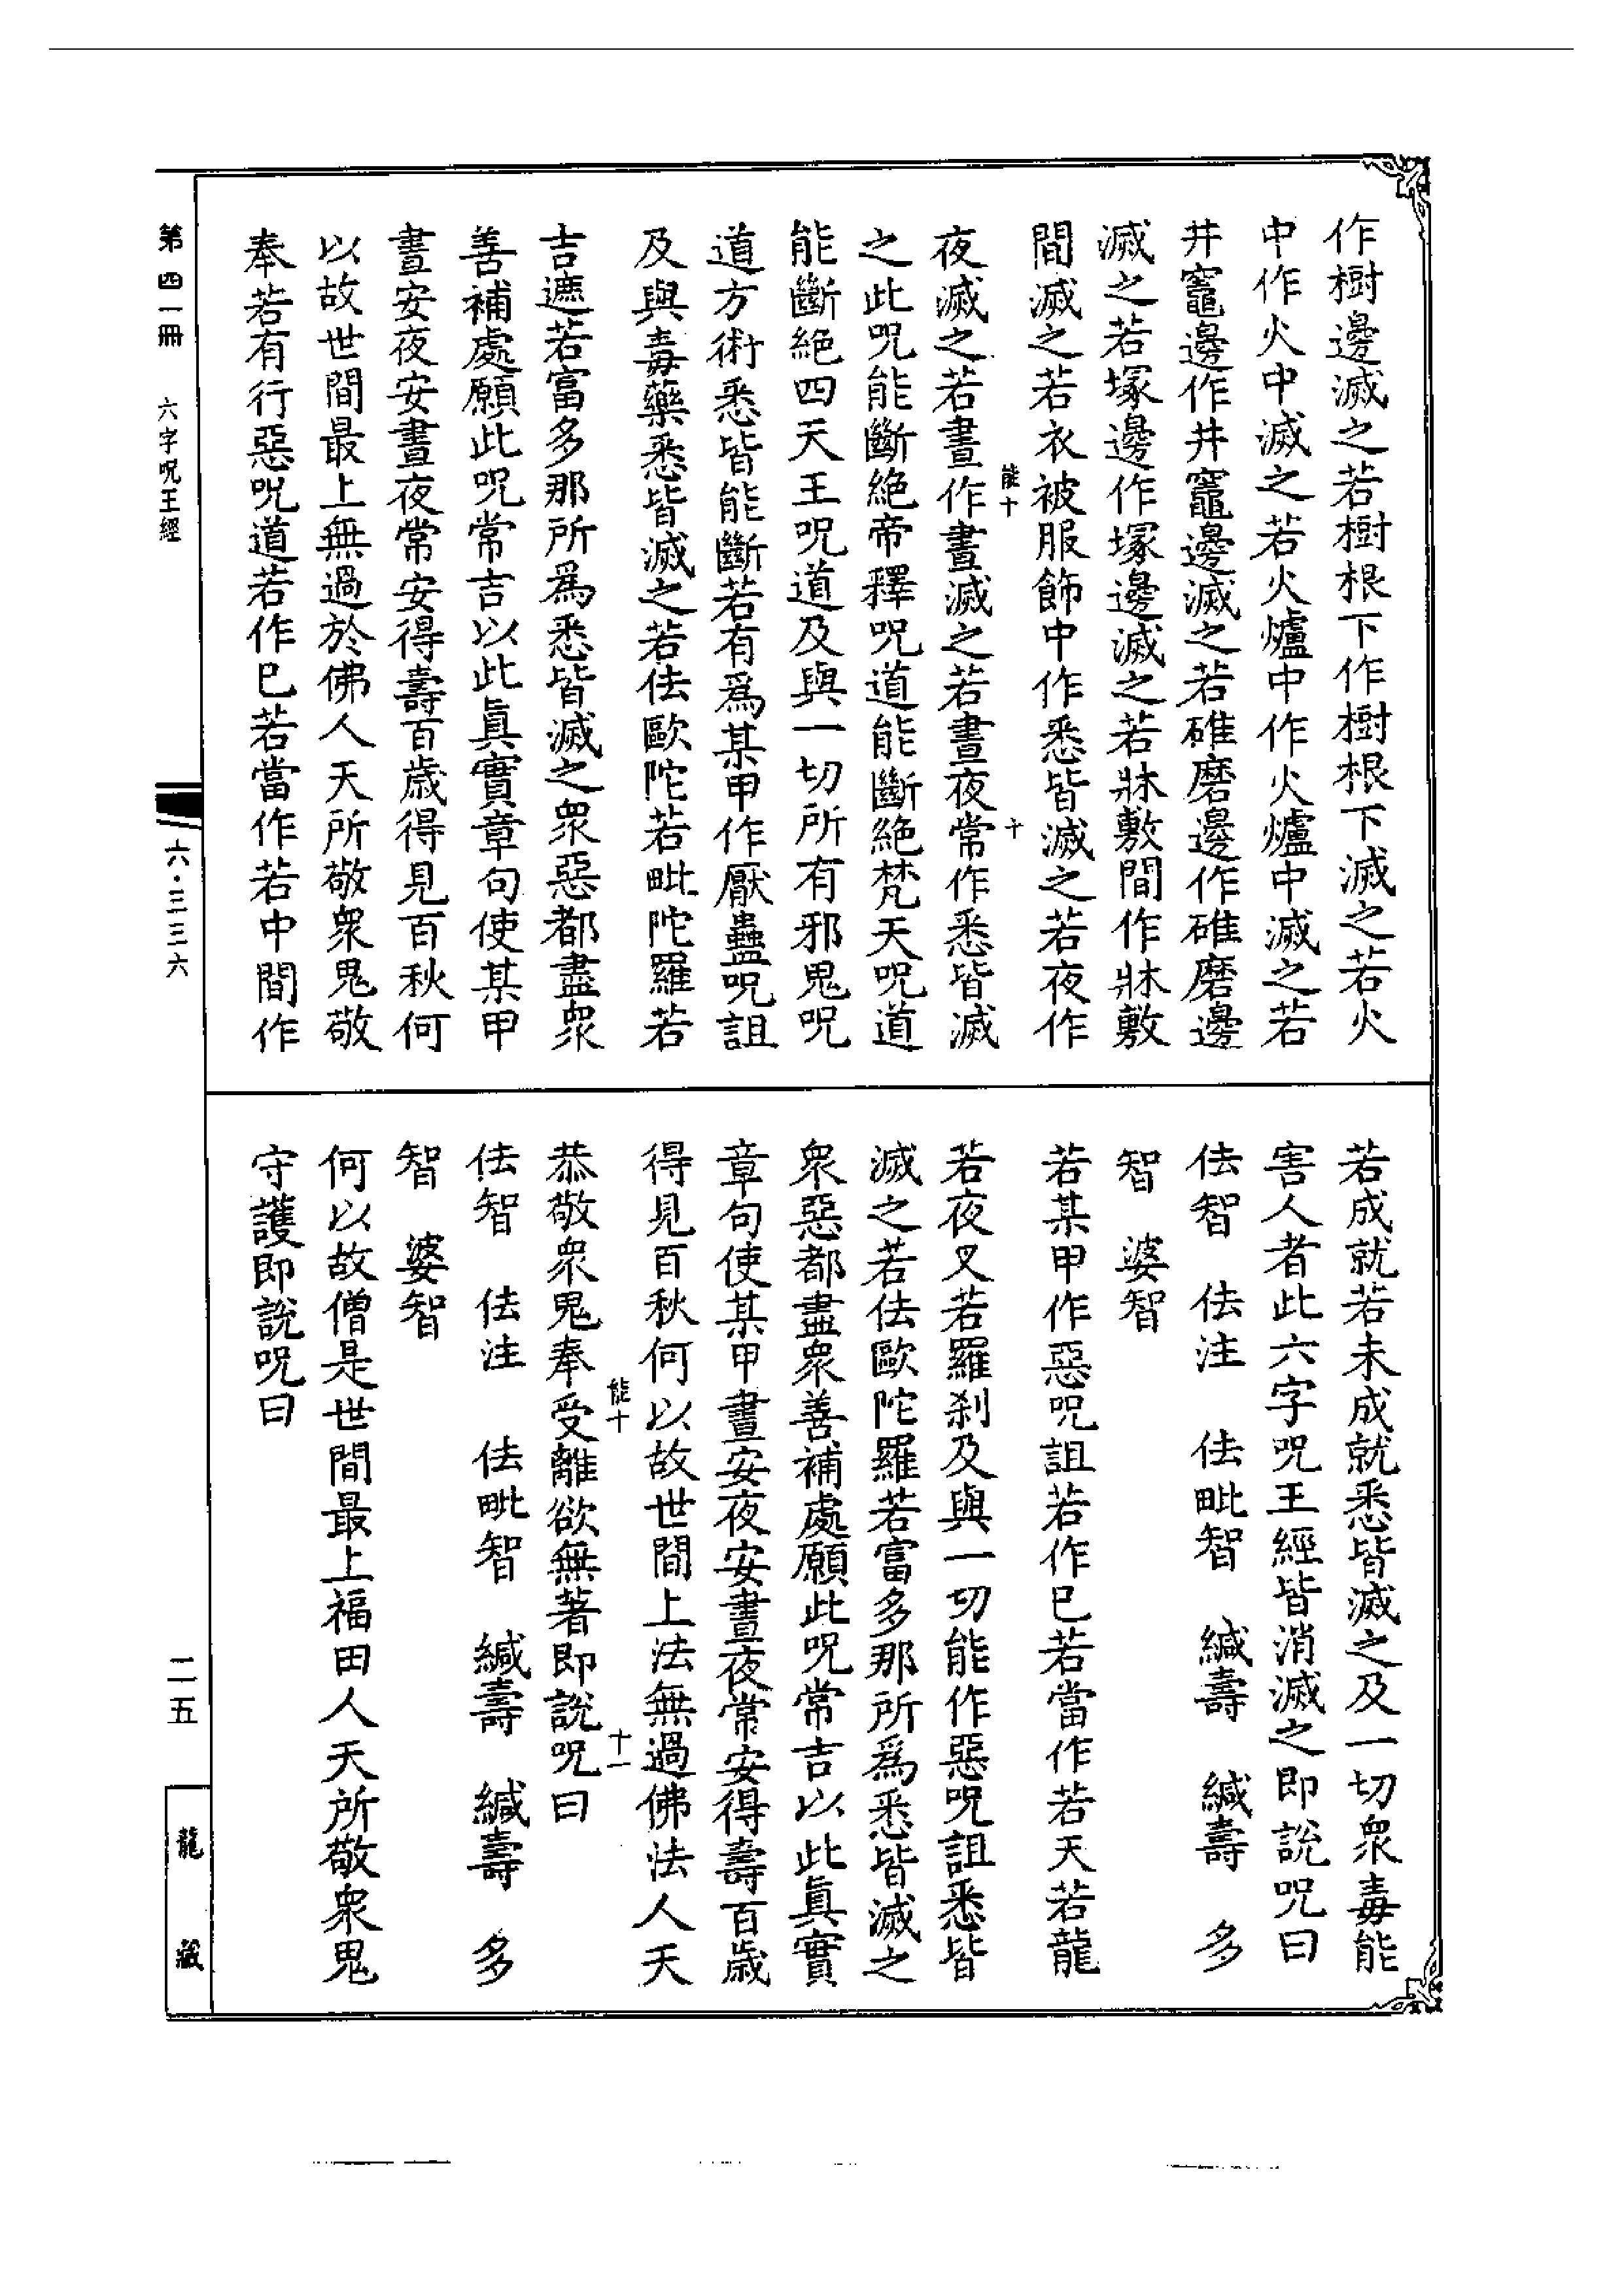 作樹邊滅之若樹根下作樹根下滅之若火
中作火中滅之若火爐中作火爐中滅之若
井竈邊作井竈邊滅之若碓磨邊作碓磨邊
滅之若塚邊作塚邊滅之若牀敷間作牀敷
間滅之若衣被服飾中作悉皆滅之若夜作
能十
十
夜滅之若晝作晝滅之若晝夜常作悉皆滅
之此呪能斷絶帝釋呪道能斷絶梵天呪道
能斷絶四天王呪道及與一切所有邪鬼呪
道方術悉皆能斷若有爲某甲作厭蠱呪詛
及與毒藥悉皆滅之若佉歐陀若毗陀羅若
吉遮若富多那所爲悉皆滅之衆惡都盡衆
善補處願此呪常吉以此眞實章句使某甲
晝安夜安晝夜常安得壽百歲得見百秋何
以故世間最上無過於佛人天所敬衆鬼敬
奉若有行惡呪道若作已若當作若中間作
若成就若未成就悉皆滅之及一切衆毒能
害人者此六字呪王經皆消滅之即說呪曰
佉智　佉注　佉毗智　緘壽　緘壽　多
智　婆智
若某甲作惡呪詛若作已若當作若天若龍
若夜叉若羅刹及與一切能作惡呪詛悉皆
滅之若佉歐陀羅若富多那所爲悉皆滅之
衆惡都盡衆善補處願此呪常吉以此眞實
章句使某甲晝安夜安晝夜常安得壽百歲
得見百秋何以故世間上法無過佛法人天
能十
十一
恭敬衆鬼奉受離欲無著即說呪曰
佉智　佉注　佉毗智　緘壽　緘壽　多
智　婆智
何以故僧是世間最上福田人天所敬衆鬼
守護即說呪曰
第四一冊　六字呪王經
六・三三六
二五
龍藏